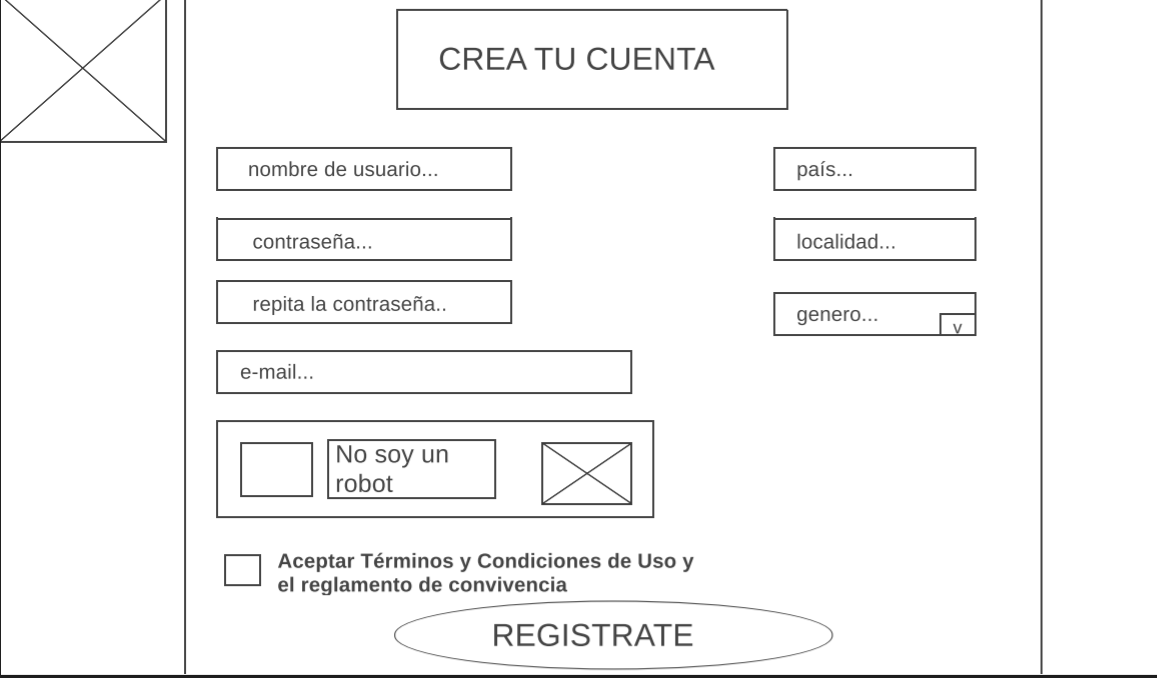 CREA TU CUENTA
nombre de usuario...
país...
contraseña...
localidad...
repita la contraseña..
genero...
v
e-mail...
No soy un
robot
Aceptar Términos y Condiciones de Uso y
el reglamento de convivencia
REGISTRATE